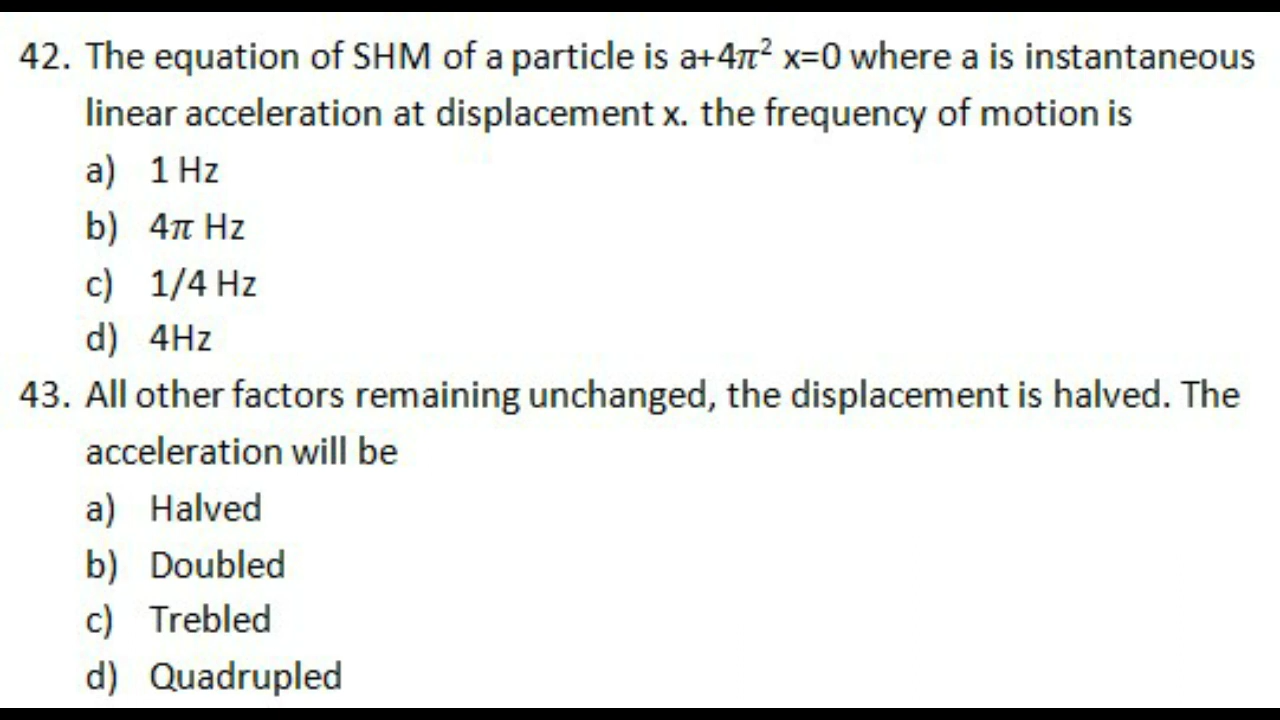 42. The equation of SHM of a particle is a+4π² x=0 where a is instantaneous
linear acceleration at displacement x. the frequency of motion is
a) 1 Hz
b) 4π Hz
c) 1/4 Hz
d) 4Hz
43. All other factors remaining unchanged, the displacement is halved. The
acceleration will be
a) Halved
b) Doubled
c) Trebled
d) Quadrupled